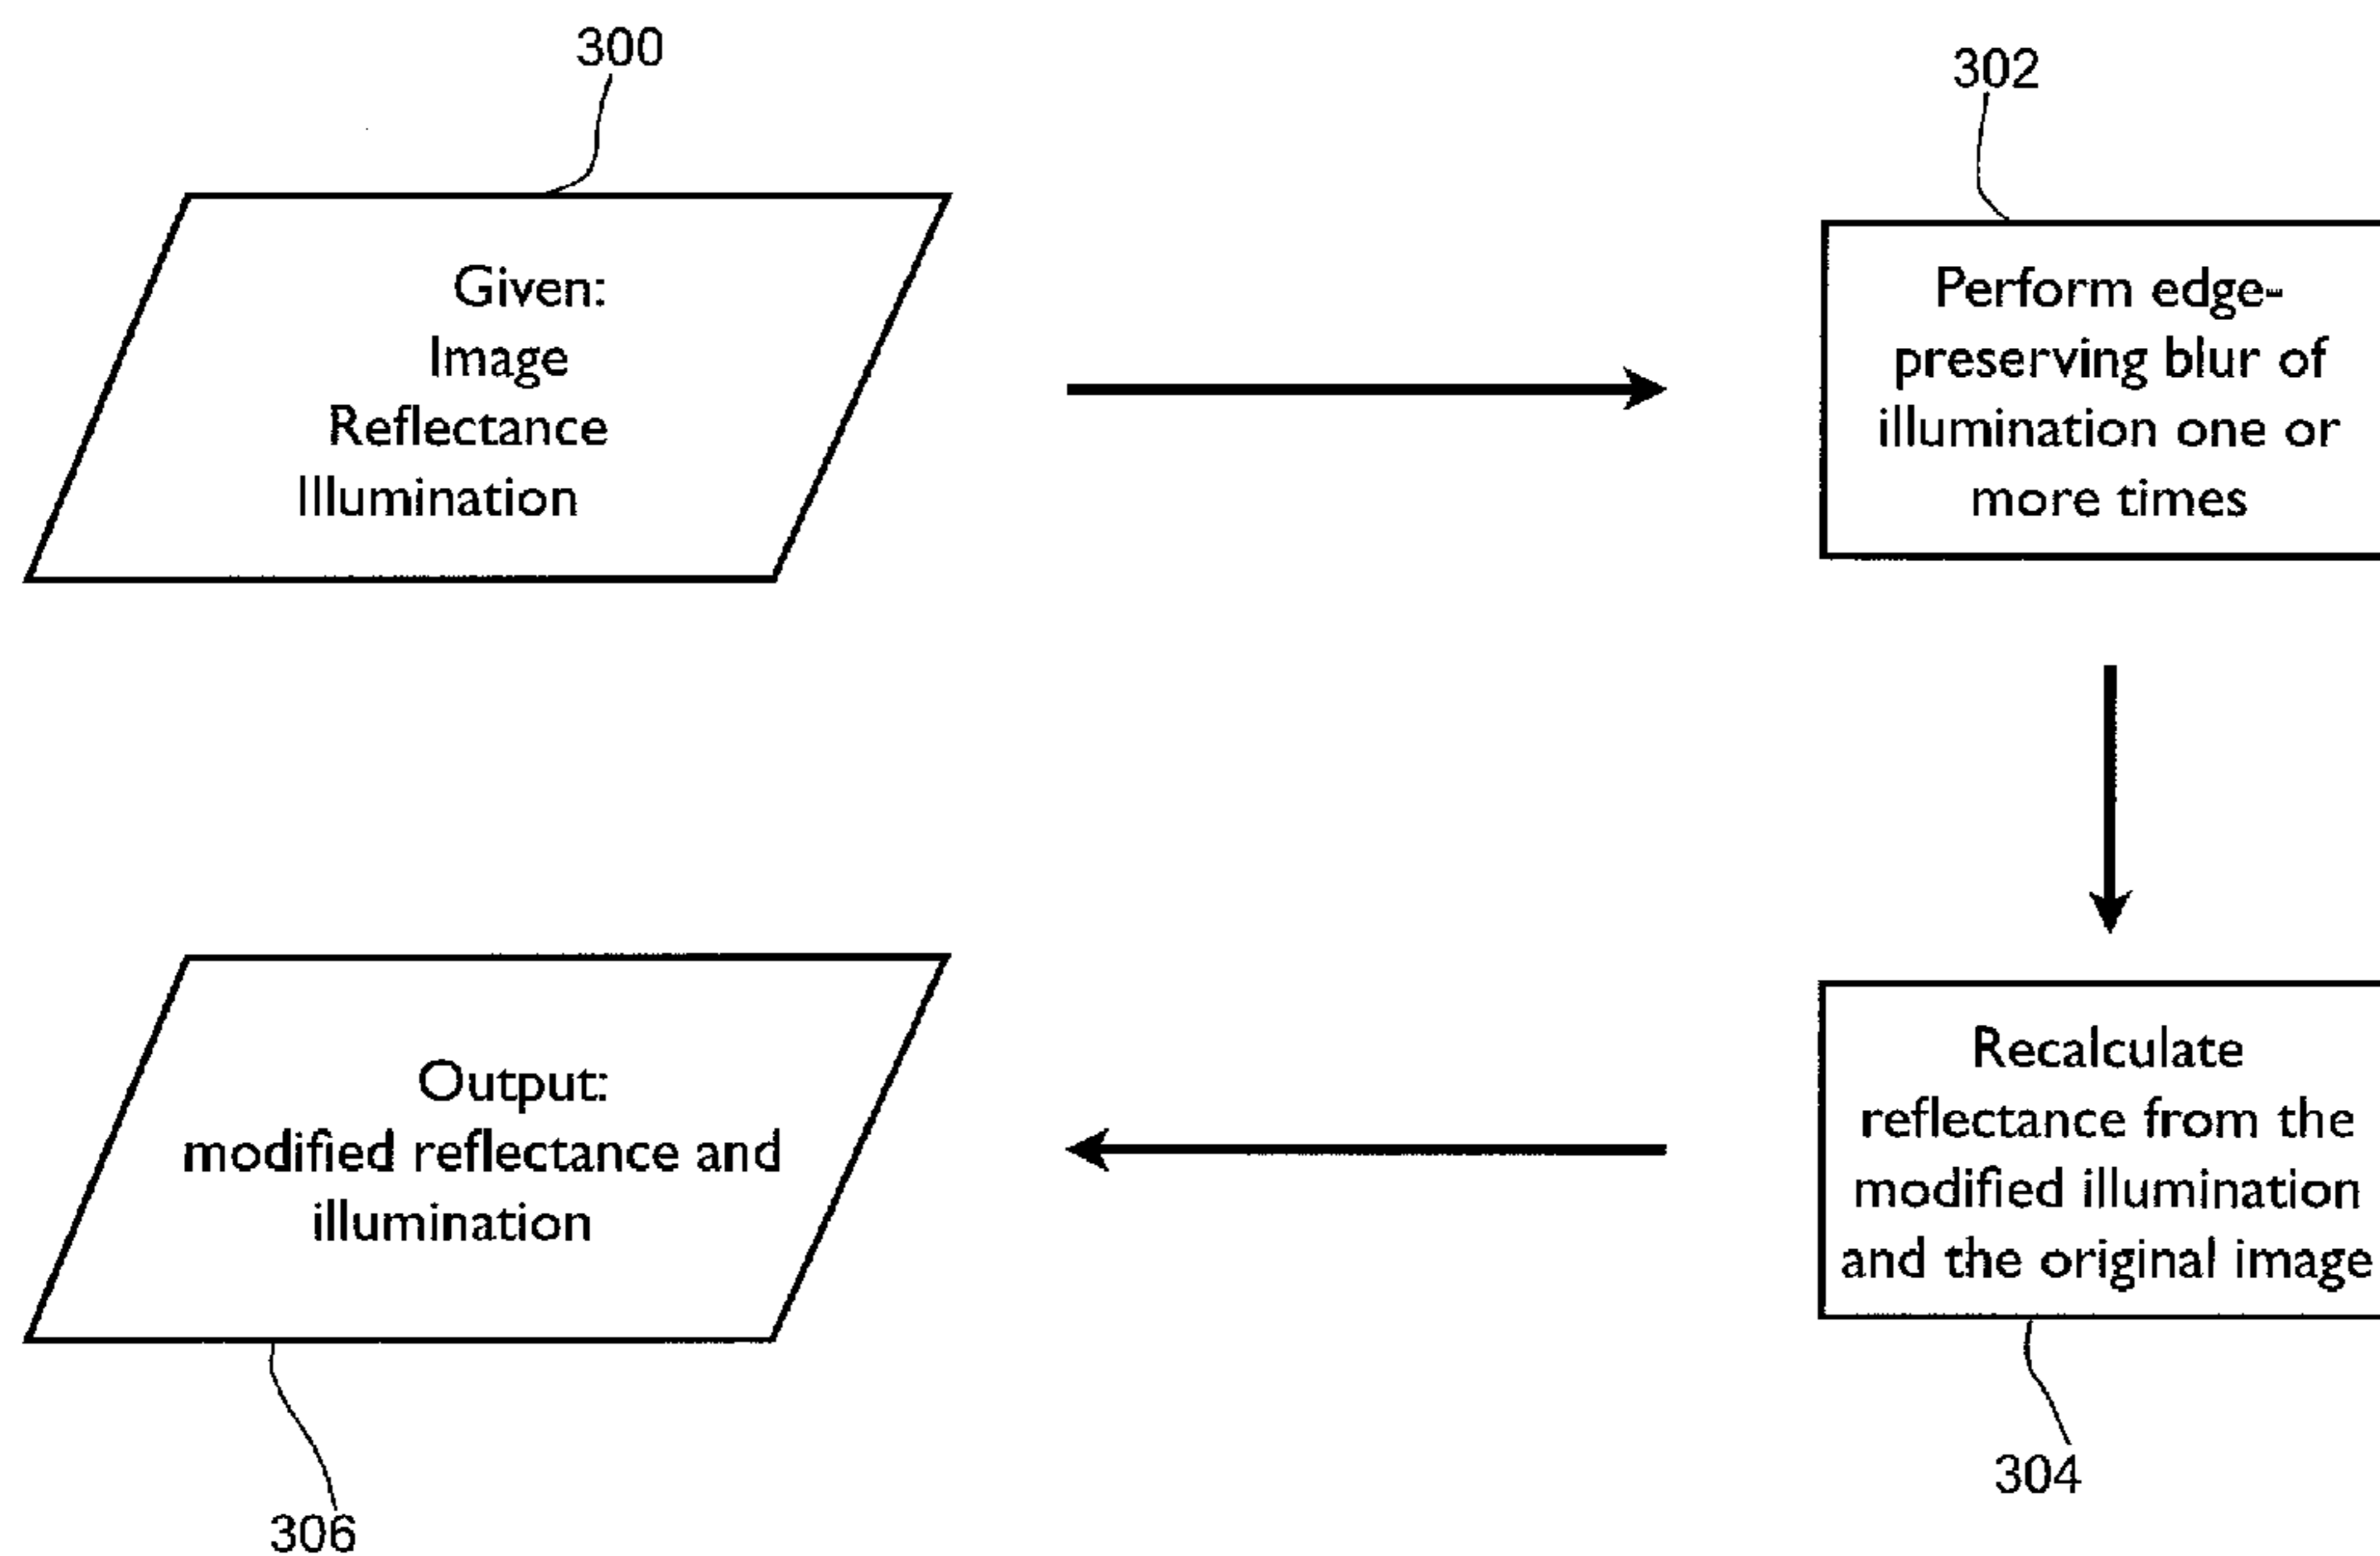 300
Given:
Image
Reflectance
Illumination
302
Perform edge-
preserving blur of
illumination one or
more times
Recalculate
reflectance from the
modified illumination
and the original image
304
Output:
modified reflectance and
illumination
306